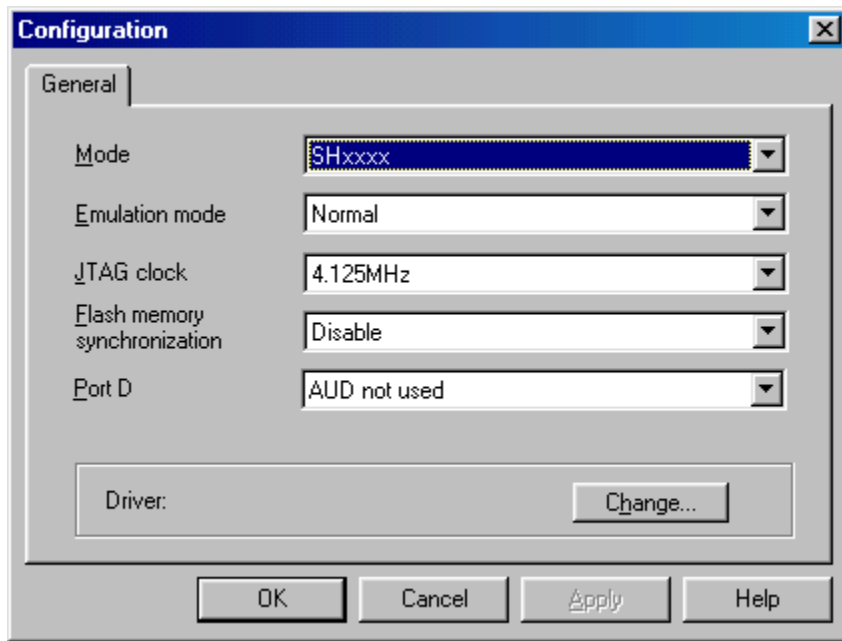 Configuration
General
Mode
SHxxxx
Emulation mode
Normal
JTAG clock
4.125MHz
Flash memory
synchronization
Disable
Port D
AUD not used
Driver:
Change...
OK
Cancel
Apply
Help